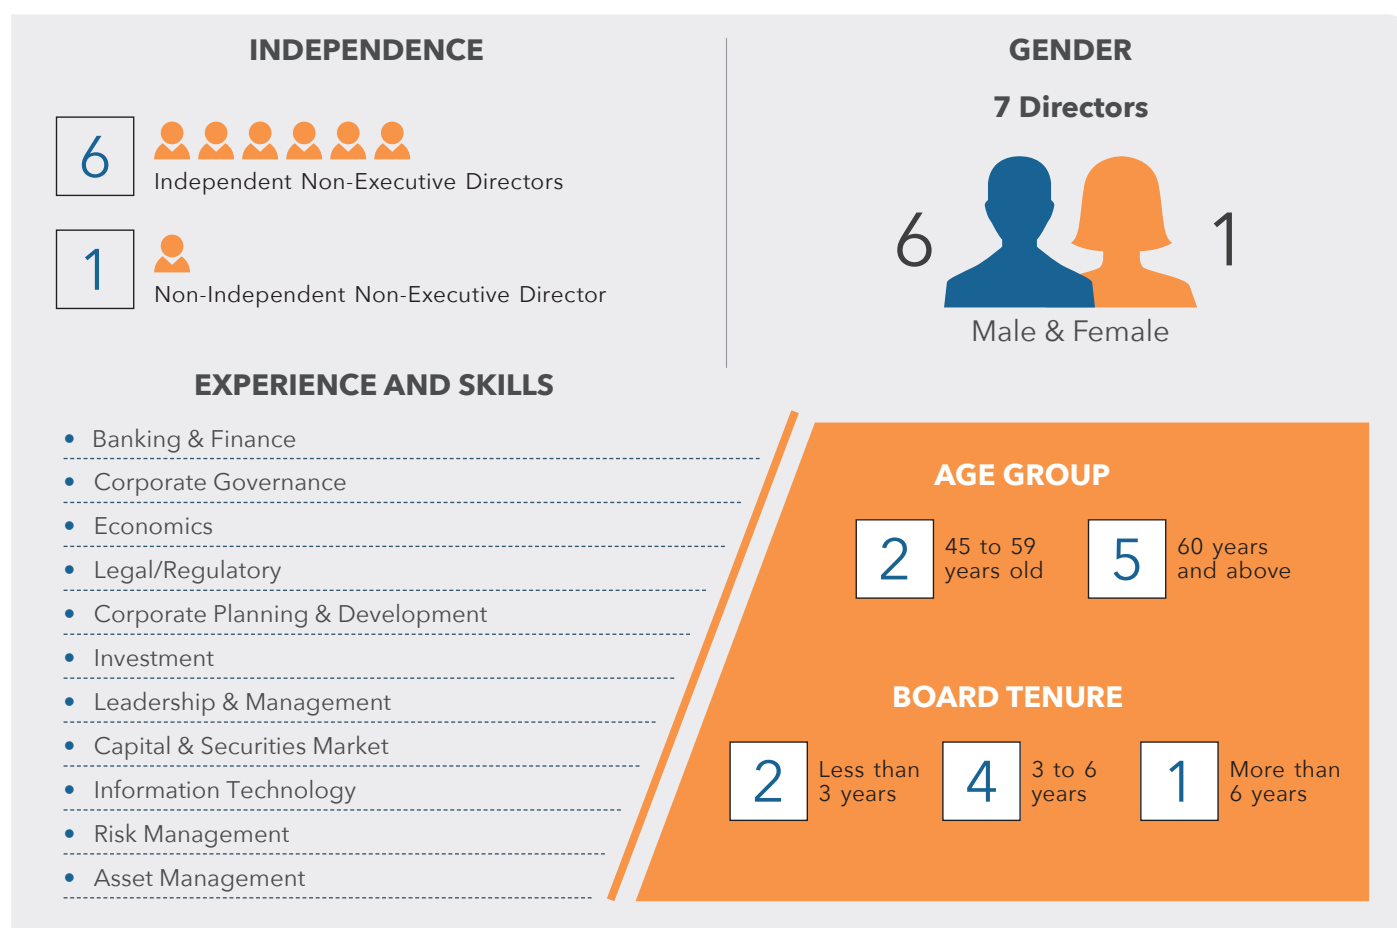 INDEPENDENCE
6
Independent Non-Executive Directors
1
Non-Independent Non-Executive Director
GENDER
7 Directors
6
1
Male & Female
EXPERIENCE AND SKILLS
• Banking & Finance
• Corporate Governance
• Economics
• Legal/Regulatory
• Corporate Planning & Development
• Investment
• Leadership & Management
• Capital & Securities Market
• Information Technology
• Risk Management
• Asset Management
AGE GROUP
2
45 to 59
years old
5
60 years
and above
BOARD TENURE
2
Less than
3 years
4
3 to 6
years
1
More than
6 years